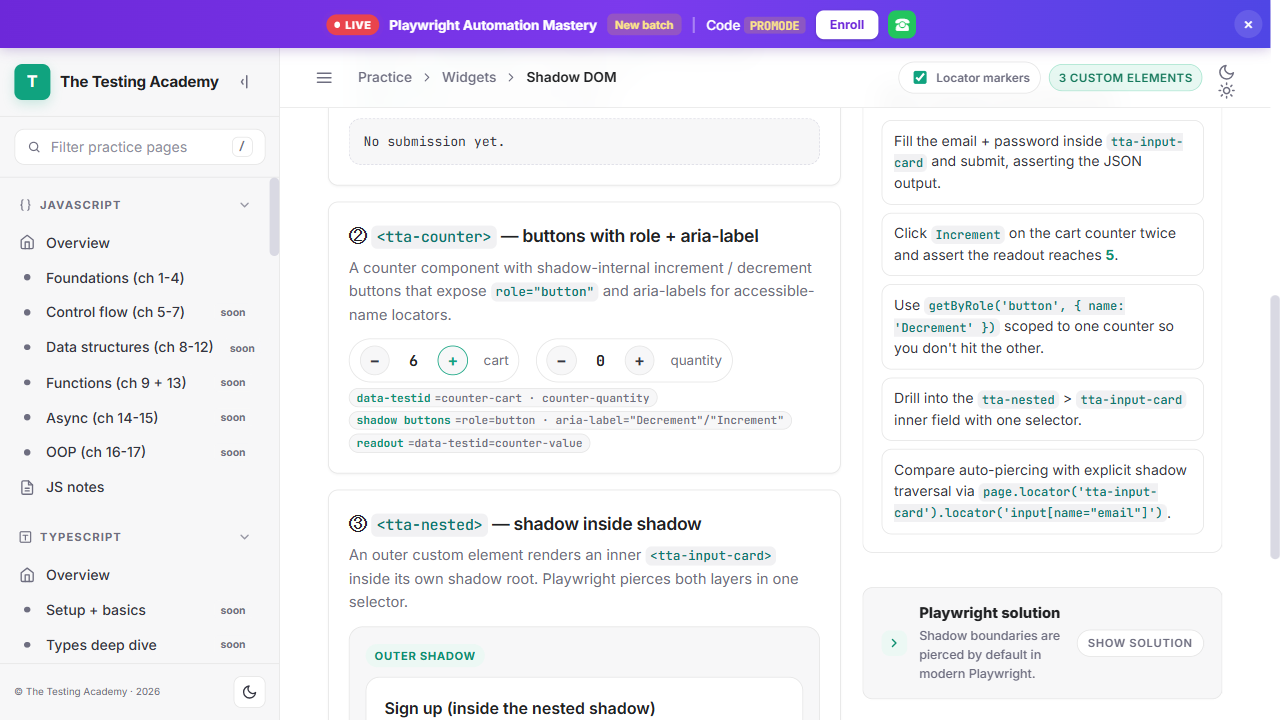 LIVE Playwright Automation Mastery New batch | Code PROMODE Enroll
T The Testing Academy
Filter practice pages /
JAVASCRIPT
Overview
Foundations (ch 1-4)
Control flow (ch 5-7) soon
Data structures (ch 8-12) soon
Functions (ch 9 + 13) soon
Async (ch 14-15) soon
OOP (ch 16-17) soon
JS notes
TYPESCRIPT
Overview
Setup + basics soon
Types deep dive soon
© The Testing Academy · 2026
Practice > Widgets > Shadow DOM
Locator markers 3 CUSTOM ELEMENTS
No submission yet.
② <tta-counter> — buttons with role + aria-label
A counter component with shadow-internal increment / decrement
buttons that expose role="button" and aria-labels for accessible-
name locators.
− 6 + cart − 0 + quantity
data-testid =counter-cart · counter-quantity
shadow buttons =role=button · aria-label="Decrement"/"Increment"
readout =data-testid=counter-value
③ <tta-nested> — shadow inside shadow
An outer custom element renders an inner <tta-input-card>
inside its own shadow root. Playwright pierces both layers in one
selector.
OUTER SHADOW
Sign up (inside the nested shadow)
Fill the email + password inside tta-input-
card and submit, asserting the JSON
output.
Click Increment on the cart counter twice
and assert the readout reaches 5.
Use getByRole('button', { name:
'Decrement' }) scoped to one counter so
you don't hit the other.
Drill into the tta-nested > tta-input-card
inner field with one selector.
Compare auto-piercing with explicit shadow
traversal via page.locator('tta-input-
card').locator('input[name="email"]').
Playwright solution
Shadow boundaries are
pierced by default in
modern Playwright.
SHOW SOLUTION